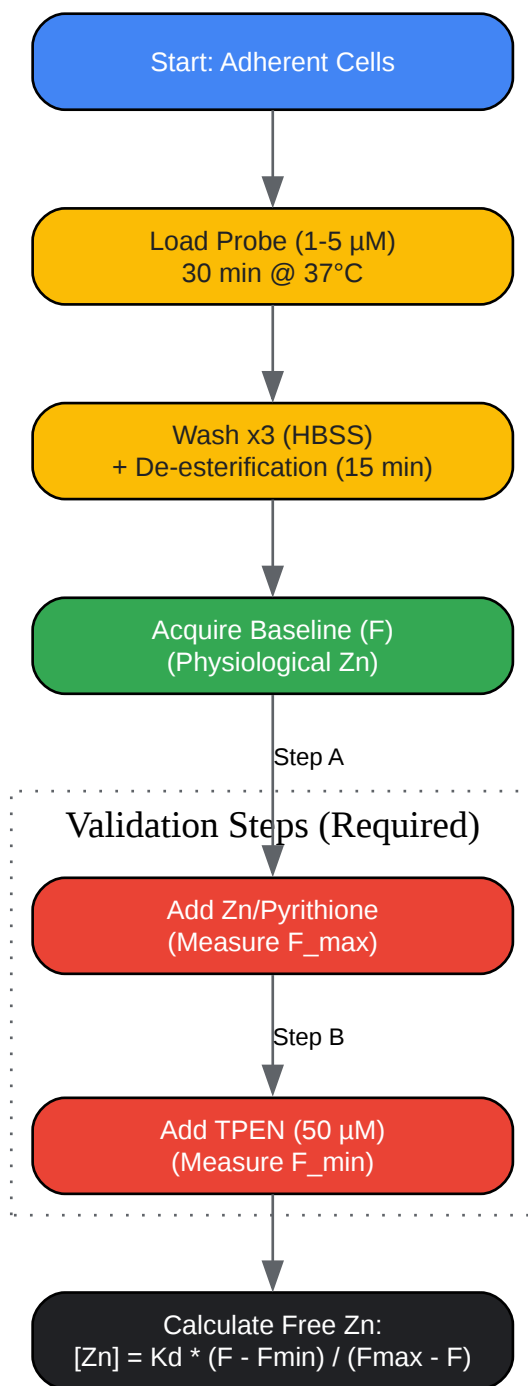 Start: Adherent Cells
Load Probe (1-5 µM)
30 min @ 37°C
Wash x3 (HBSS)
+ De-esterification (15 min)
Acquire Baseline (F)
(Physiological Zn)
Step A
Validation Steps (Required)
Add Zn/Pyrithione
(Measure F_max)
Step B
Add TPEN (50 µM)
(Measure F_min)
Calculate Free Zn:
[Zn] = Kd * (F - Fmin) / (Fmax - F)